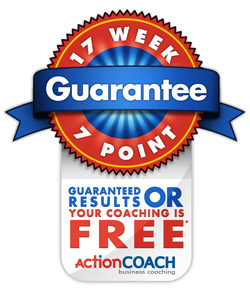 17 WEEK
Guarantee
7 POINT
GUARANTEED
RESULTS OR
YOUR COACHING IS
FREE*
ActionCOACH
business coaching